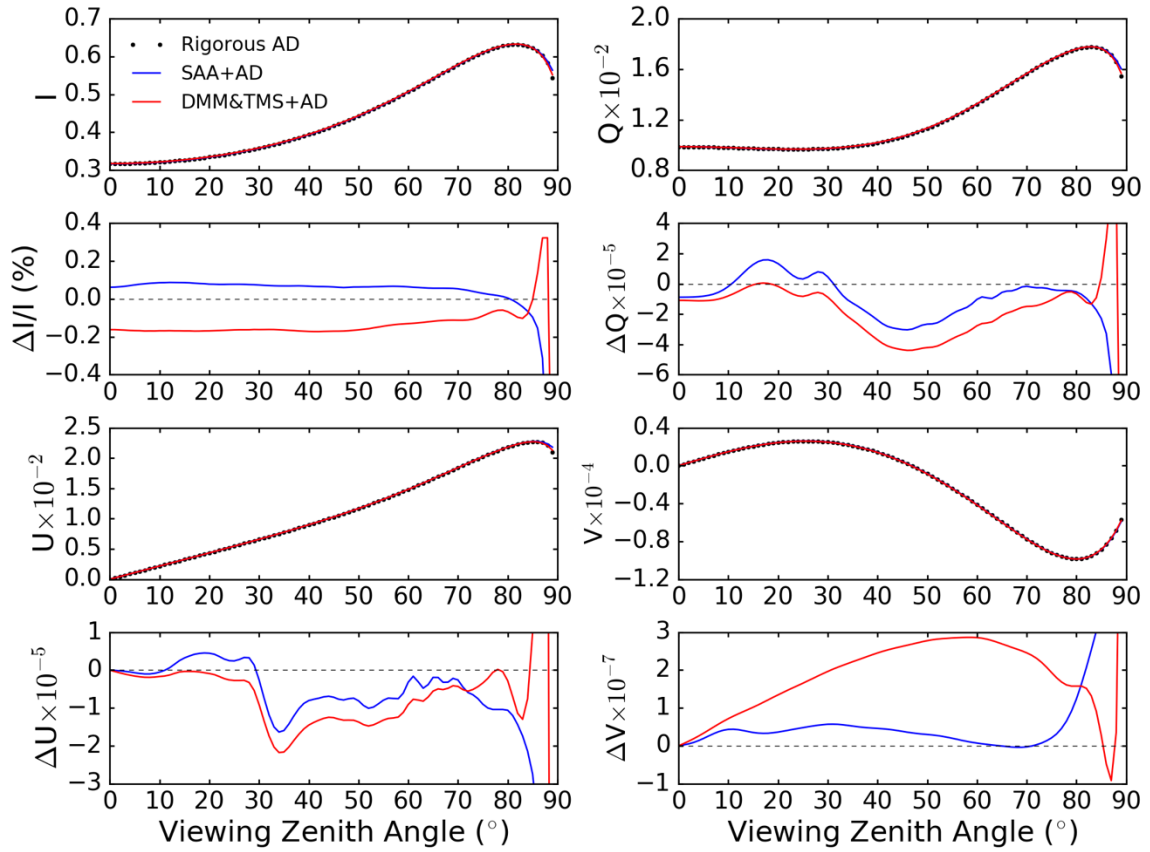 I
0.7
0.6
0.5
0.4
0.3
0 10 20 30 40 50 60 70 80 90
Rigorous AD
SAA+AD
DMM&TMS+AD
Q×10⁻²
2.0
1.6
1.2
0.8
0 10 20 30 40 50 60 70 80 90
ΔI/I (%)
0.4
0.2
0.0
−0.2
−0.4
0 10 20 30 40 50 60 70 80 90
ΔQ×10⁻⁵
4
2
0
−2
−4
−6
0 10 20 30 40 50 60 70 80 90
U×10⁻²
2.5
2.0
1.5
1.0
0.5
0.0
0 10 20 30 40 50 60 70 80 90
V×10⁻⁴
0.4
0.0
−0.4
−0.8
−1.2
0 10 20 30 40 50 60 70 80 90
ΔU×10⁻⁵
1
0
−1
−2
−3
0 10 20 30 40 50 60 70 80 90
Viewing Zenith Angle (°)
ΔV×10⁻⁷
3
2
1
0
−1
0 10 20 30 40 50 60 70 80 90
Viewing Zenith Angle (°)